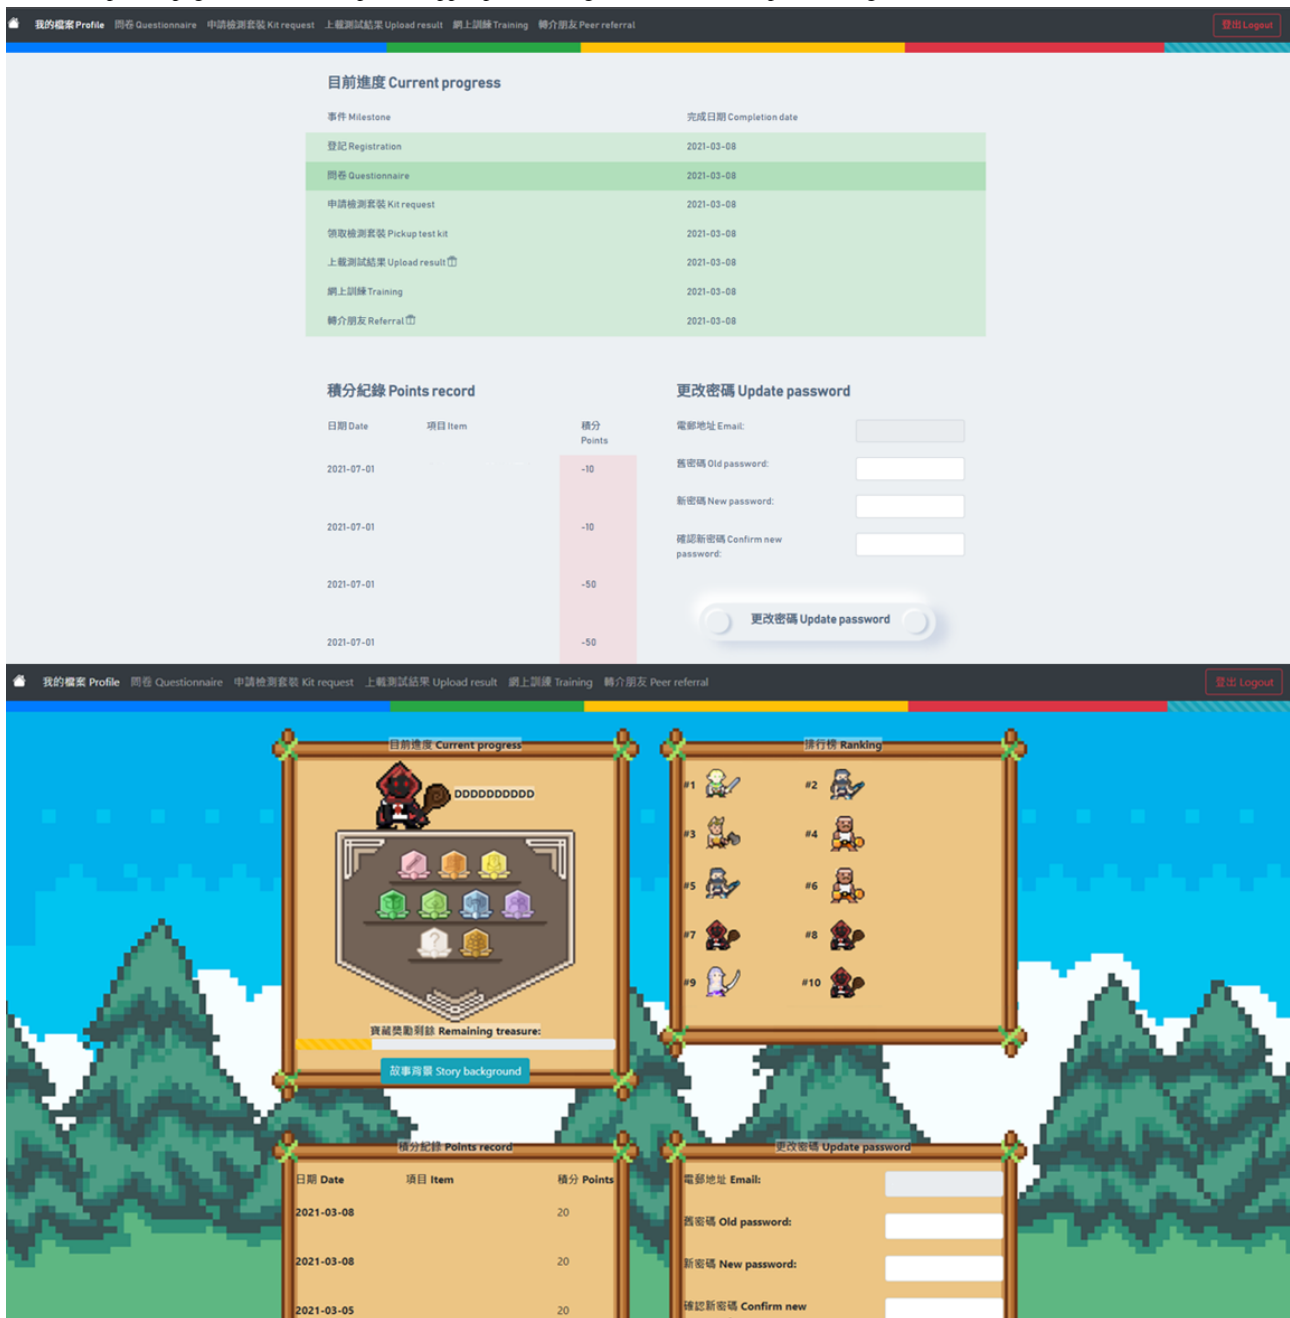 我的檔案 Profile 問卷 Questionnaire 申請檢測套裝 Kit request 上載測試結果 Upload result 網上訓練 Training 轉介朋友 Peer referral 登出 Logout
目前進度 Current progress
事件 Milestone 完成日期 Completion date
登記 Registration 2021-03-08
問卷 Questionnaire 2021-03-08
申請檢測套裝 Kit request 2021-03-08
領取檢測套裝 Pickup test kit 2021-03-08
上載測試結果 Upload result 2021-03-08
網上訓練 Training 2021-03-08
轉介朋友 Referral 2021-03-08
積分紀錄 Points record
日期 Date 項目 Item 積分
Points
2021-07-01 -10
2021-07-01 -10
2021-07-01 -50
2021-07-01 -50
更改密碼 Update password
電郵地址 Email:
舊密碼 Old password:
新密碼 New password:
確認新密碼 Confirm new
password:
更改密碼 Update password
我的檔案 Profile 問卷 Questionnaire 申請檢測套裝 Kit request 上載測試結果 Upload result 網上訓練 Training 轉介朋友 Peer referral 登出 Logout
目前進度 Current progress
DDDDDDDDDD
?
寶藏獎勵剩餘 Remaining treasure:
故事背景 Story background
排行榜 Ranking
#1 #2
#3 #4
#5 #6
#7 #8
#9 #10
積分紀錄 Points record
日期 Date 項目 Item 積分 Points
2021-03-08 20
2021-03-08 20
2021-03-05 20
更改密碼 Update password
電郵地址 Email:
舊密碼 Old password:
新密碼 New password:
確認新密碼 Confirm new